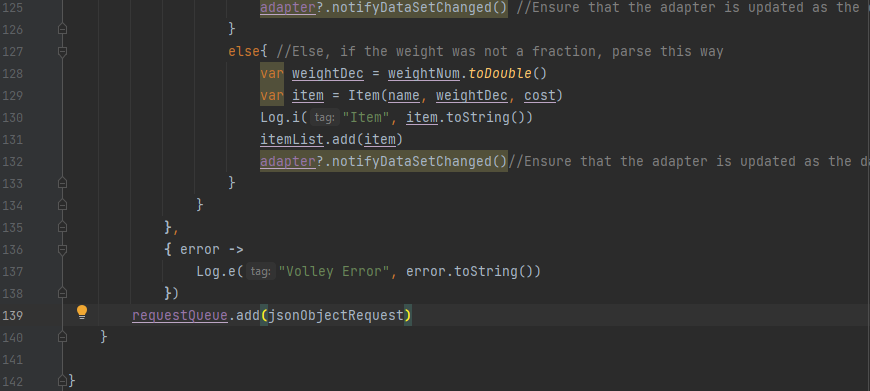 125 adapter?.notifyDataSetChanged() //Ensure that the adapter is updated as the
126 }
127 else{ //Else, if the weight was not a fraction, parse this way
128 var weightDec = weightNum.toDouble()
129 var item = Item(name, weightDec, cost)
130 Log.i( tag: "Item", item.toString())
131 itemList.add(item)
132 adapter?.notifyDataSetChanged()//Ensure that the adapter is updated as the da
133 }
134 }
135 },
136 { error ->
137 Log.e( tag: "Volley Error", error.toString())
138 })
139 requestQueue.add(jsonObjectRequest)
140 }
141
142 }